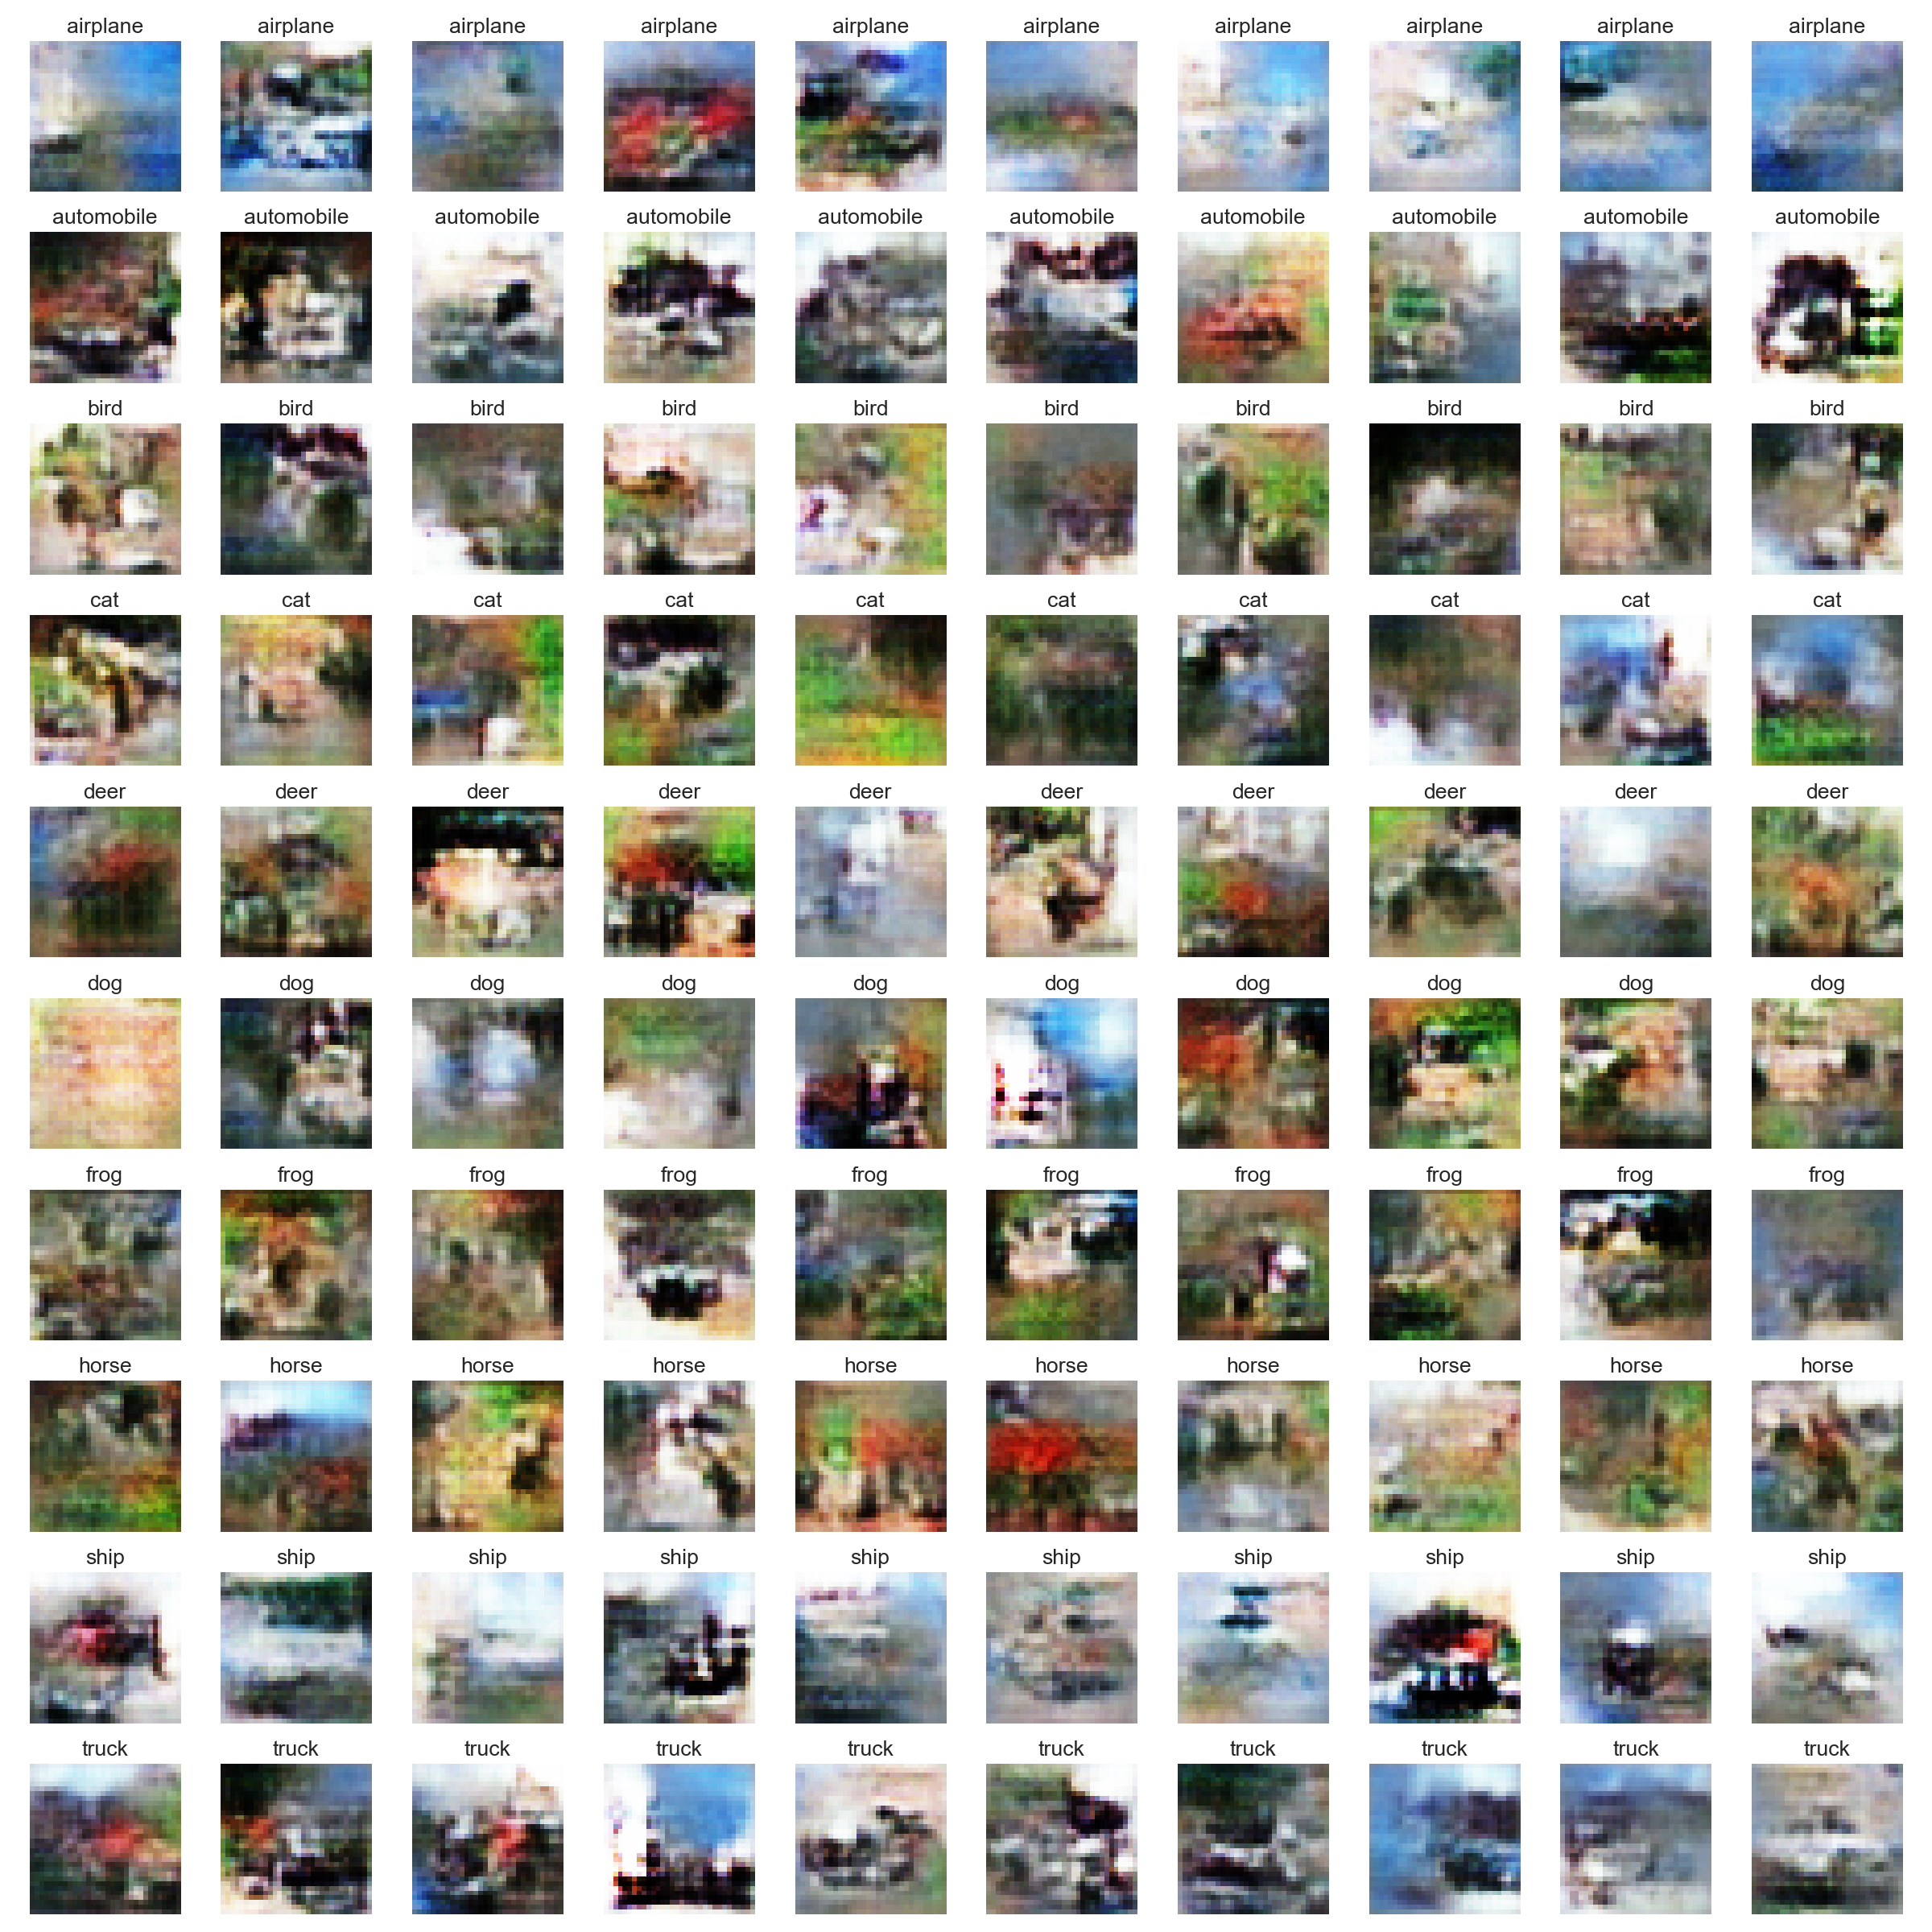 airplane airplane airplane airplane airplane airplane airplane airplane airplane airplane
automobile automobile automobile automobile automobile automobile automobile automobile automobile automobile
bird bird bird bird bird bird bird bird bird bird
cat cat cat cat cat cat cat cat cat cat
deer deer deer deer deer deer deer deer deer deer
dog dog dog dog dog dog dog dog dog dog
frog frog frog frog frog frog frog frog frog frog
horse horse horse horse horse horse horse horse horse horse
ship ship ship ship ship ship ship ship ship ship
truck truck truck truck truck truck truck truck truck truck